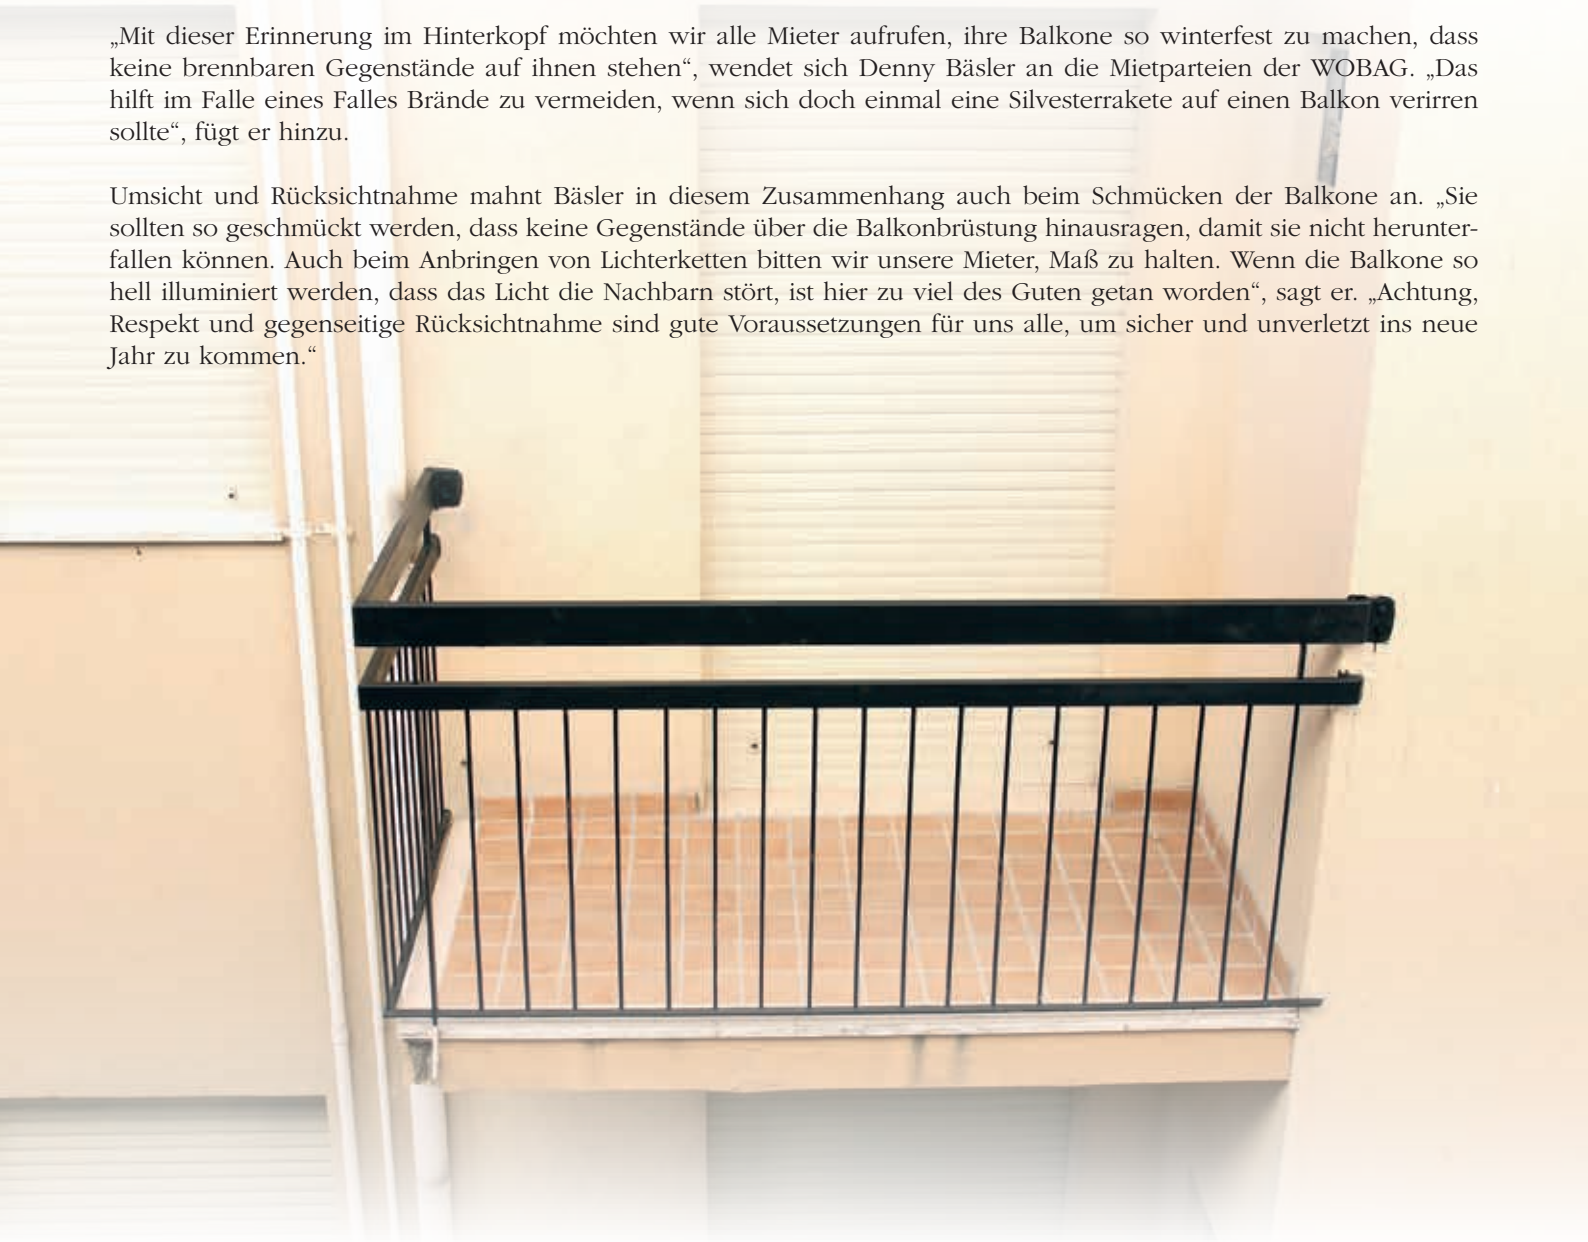 „Mit dieser Erinnerung im Hinterkopf möchten wir alle Mieter aufrufen, ihre Balkone so winterfest zu machen, dass
keine brennbaren Gegenstände auf ihnen stehen“, wendet sich Denny Bäsler an die Mietparteien der WOBAG. „Das
hilft im Falle eines Falles Brände zu vermeiden, wenn sich doch einmal eine Silvesterrakete auf einen Balkon verirren
sollte“, fügt er hinzu.
Umsicht und Rücksichtnahme mahnt Bäsler in diesem Zusammenhang auch beim Schmücken der Balkone an. „Sie
sollten so geschmückt werden, dass keine Gegenstände über die Balkonbrüstung hinausragen, damit sie nicht herunter-
fallen können. Auch beim Anbringen von Lichterketten bitten wir unsere Mieter, Maß zu halten. Wenn die Balkone so
hell illuminiert werden, dass das Licht die Nachbarn stört, ist hier zu viel des Guten getan worden“, sagt er. „Achtung,
Respekt und gegenseitige Rücksichtnahme sind gute Voraussetzungen für uns alle, um sicher und unverletzt ins neue
Jahr zu kommen.“